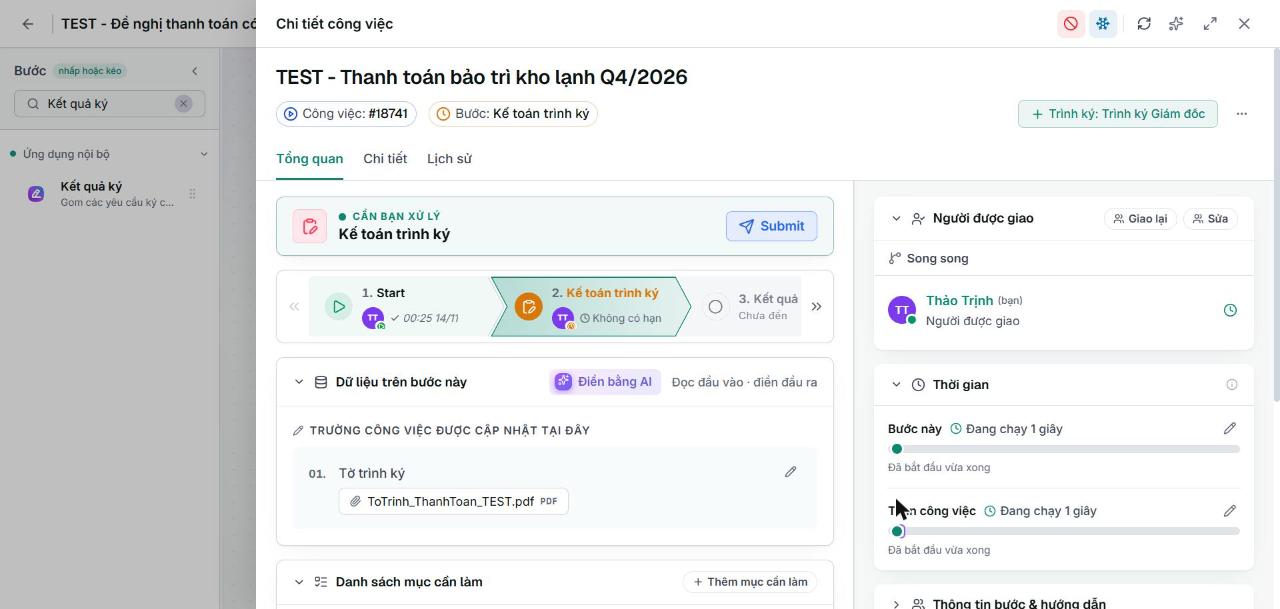 TEST - Đề nghị thanh toán có
Chi tiết công việc
Bước nhấp hoặc kéo
Kết quả ký
Ứng dụng nội bộ
Kết quả ký
Gom các yêu cầu ký c...
TEST - Thanh toán bảo trì kho lạnh Q4/2026
Công việc: #18741 Bước: Kế toán trình ký
+ Trình ký: Trình ký Giám đốc
Tổng quan Chi tiết Lịch sử
CẦN BẠN XỬ LÝ
Kế toán trình ký
Submit
1. Start
TT 00:25 14/11
2. Kế toán trình ký
TT Không có hạn
3. Kết quả
Chưa đến
Dữ liệu trên bước này Điền bằng AI Đọc đầu vào · điền đầu ra
TRƯỜNG CÔNG VIỆC ĐƯỢC CẬP NHẬT TẠI ĐÂY
01. Tờ trình ký
ToTrinh_ThanhToan_TEST.pdf PDF
Danh sách mục cần làm + Thêm mục cần làm
Người được giao Giao lại Sửa
Song song
TT Thảo Trịnh (bạn)
Người được giao
Thời gian
Bước này Đang chạy 1 giây
Đã bắt đầu vừa xong
công việc Đang chạy 1 giây
Đã bắt đầu vừa xong
Thông tin bước & hướng dẫn